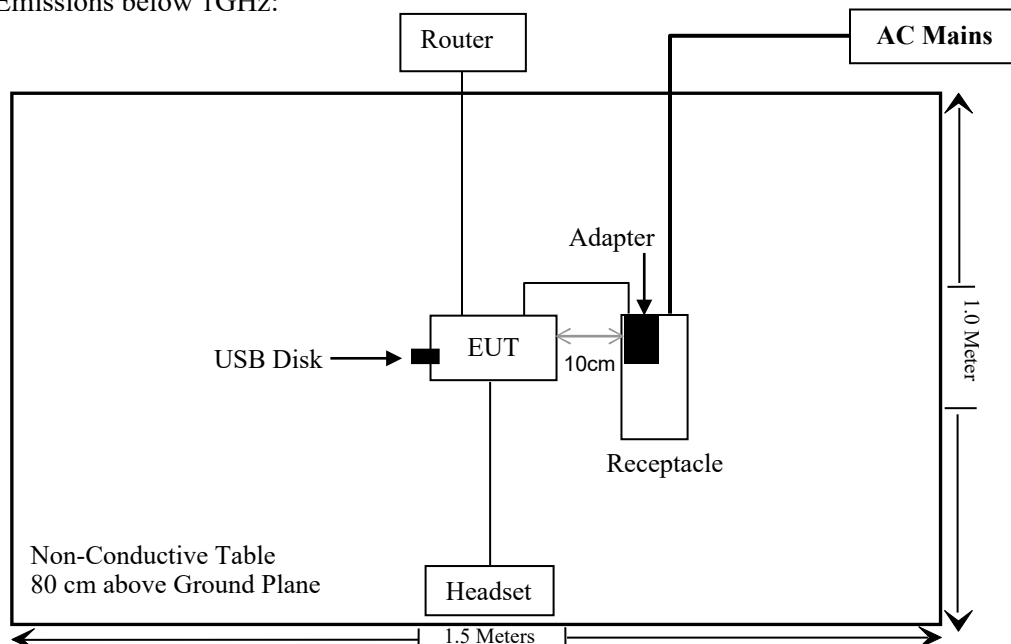 Emissions below 1GHz:
Router
AC Mains
Adapter
USB Disk
EUT
10cm
1.0 Meter
Receptacle
Non-Conductive Table
80 cm above Ground Plane
Headset
1.5 Meters